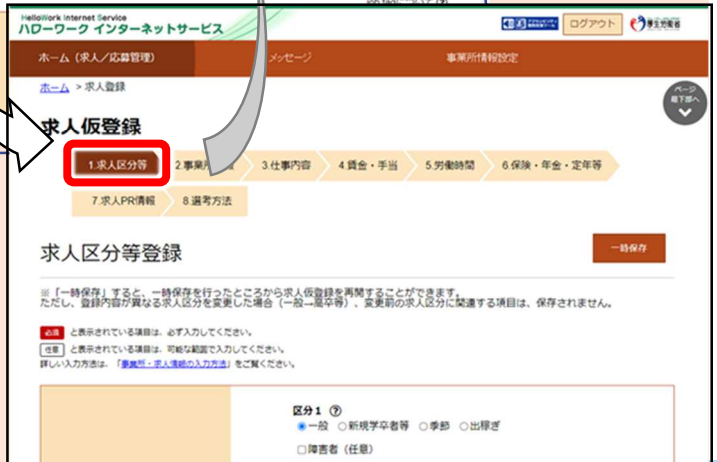 HelloWork Internet Service
ハローワーク インターネットサービス
ログアウト
厚生労働省
ホーム（求人／応募管理）
メッセージ
事業所情報設定
ホーム > 求人登録
ページ
最下部へ
求人仮登録
1.求人区分等
2.事業所
3.仕事内容
4.賃金・手当
5.労働時間
6.保険・年金・定年等
7.求人PR情報
8.選考方法
求人区分等登録
一時保存
※「一時保存」すると、一時保存を行ったところから求人仮登録を再開することができます。
ただし、登録内容が異なる求人区分を変更した場合（一般→高卒等）、変更前の求人区分に関連する項目は、保存されません。
必須 と表示されている項目は、必ず入力してください。
任意 と表示されている項目は、可能な範囲で入力してください。
詳しい入力方法は、「事業所・求人情報の入力方法」をご覧ください。
区分１ ?
一般 新規学卒者等 季節 出稼ぎ
障害者（任意）